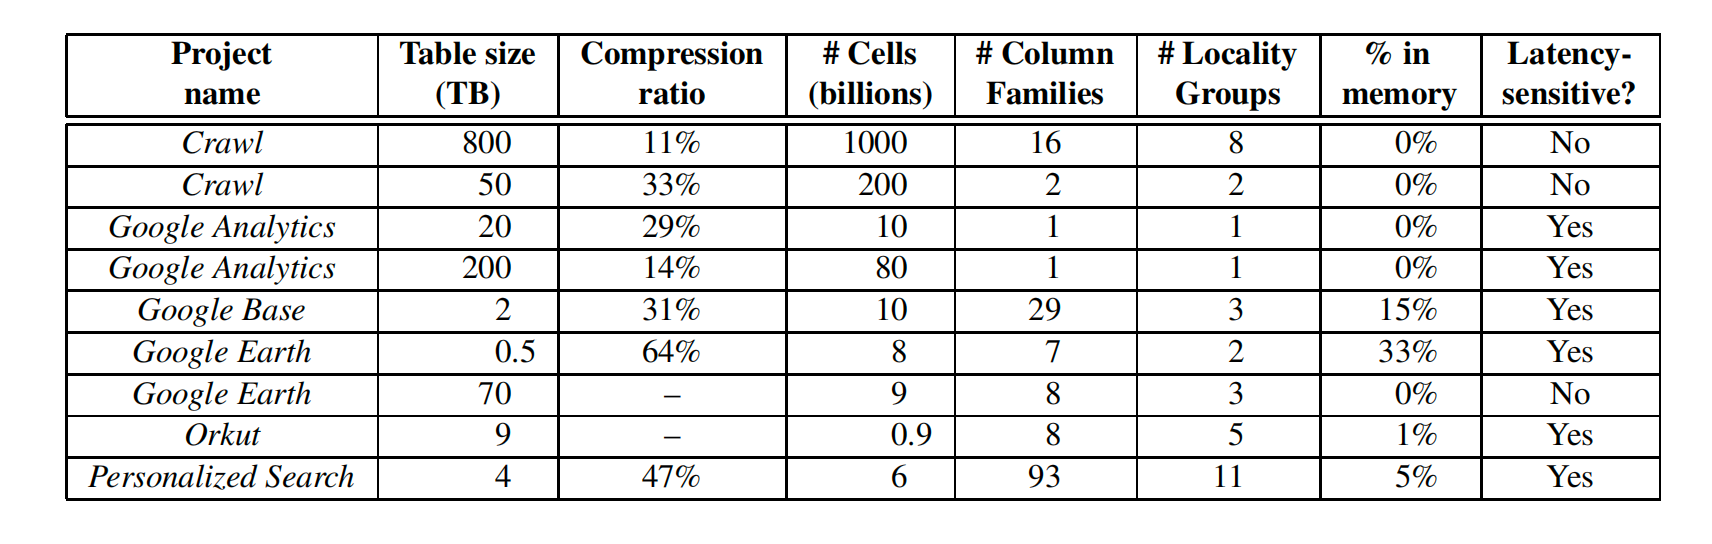 Project name | Table size (TB) | Compression ratio | # Cells (billions) | # Column Families | # Locality Groups | % in memory | Latency-sensitive?
Crawl | 800 | 11% | 1000 | 16 | 8 | 0% | No
Crawl | 50 | 33% | 200 | 2 | 2 | 0% | No
Google Analytics | 20 | 29% | 10 | 1 | 1 | 0% | Yes
Google Analytics | 200 | 14% | 80 | 1 | 1 | 0% | Yes
Google Base | 2 | 31% | 10 | 29 | 3 | 15% | Yes
Google Earth | 0.5 | 64% | 8 | 7 | 2 | 33% | Yes
Google Earth | 70 | – | 9 | 8 | 3 | 0% | No
Orkut | 9 | – | 0.9 | 8 | 5 | 1% | Yes
Personalized Search | 4 | 47% | 6 | 93 | 11 | 5% | Yes